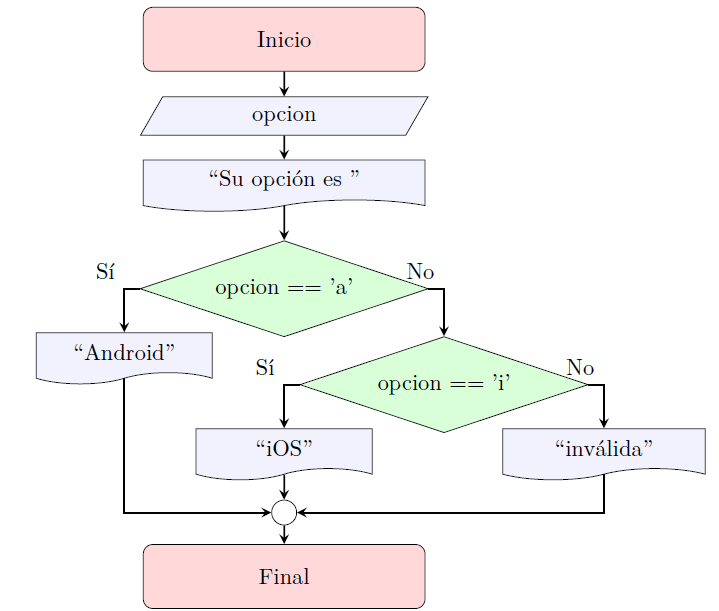 Inicio
opcion
“Su opción es ”
opcion == ’a’
Sí
No
“Android”
opcion == ’i’
Sí
No
“iOS”
“inválida”
Final